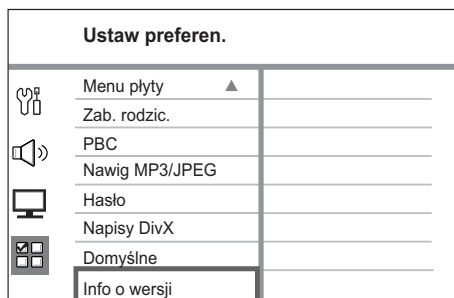 Ustaw preferen.
Menu płyty
Zab. rodzic.
PBC
Nawig MP3/JPEG
Hasło
Napisy DivX
Domyślne
Info o wersji